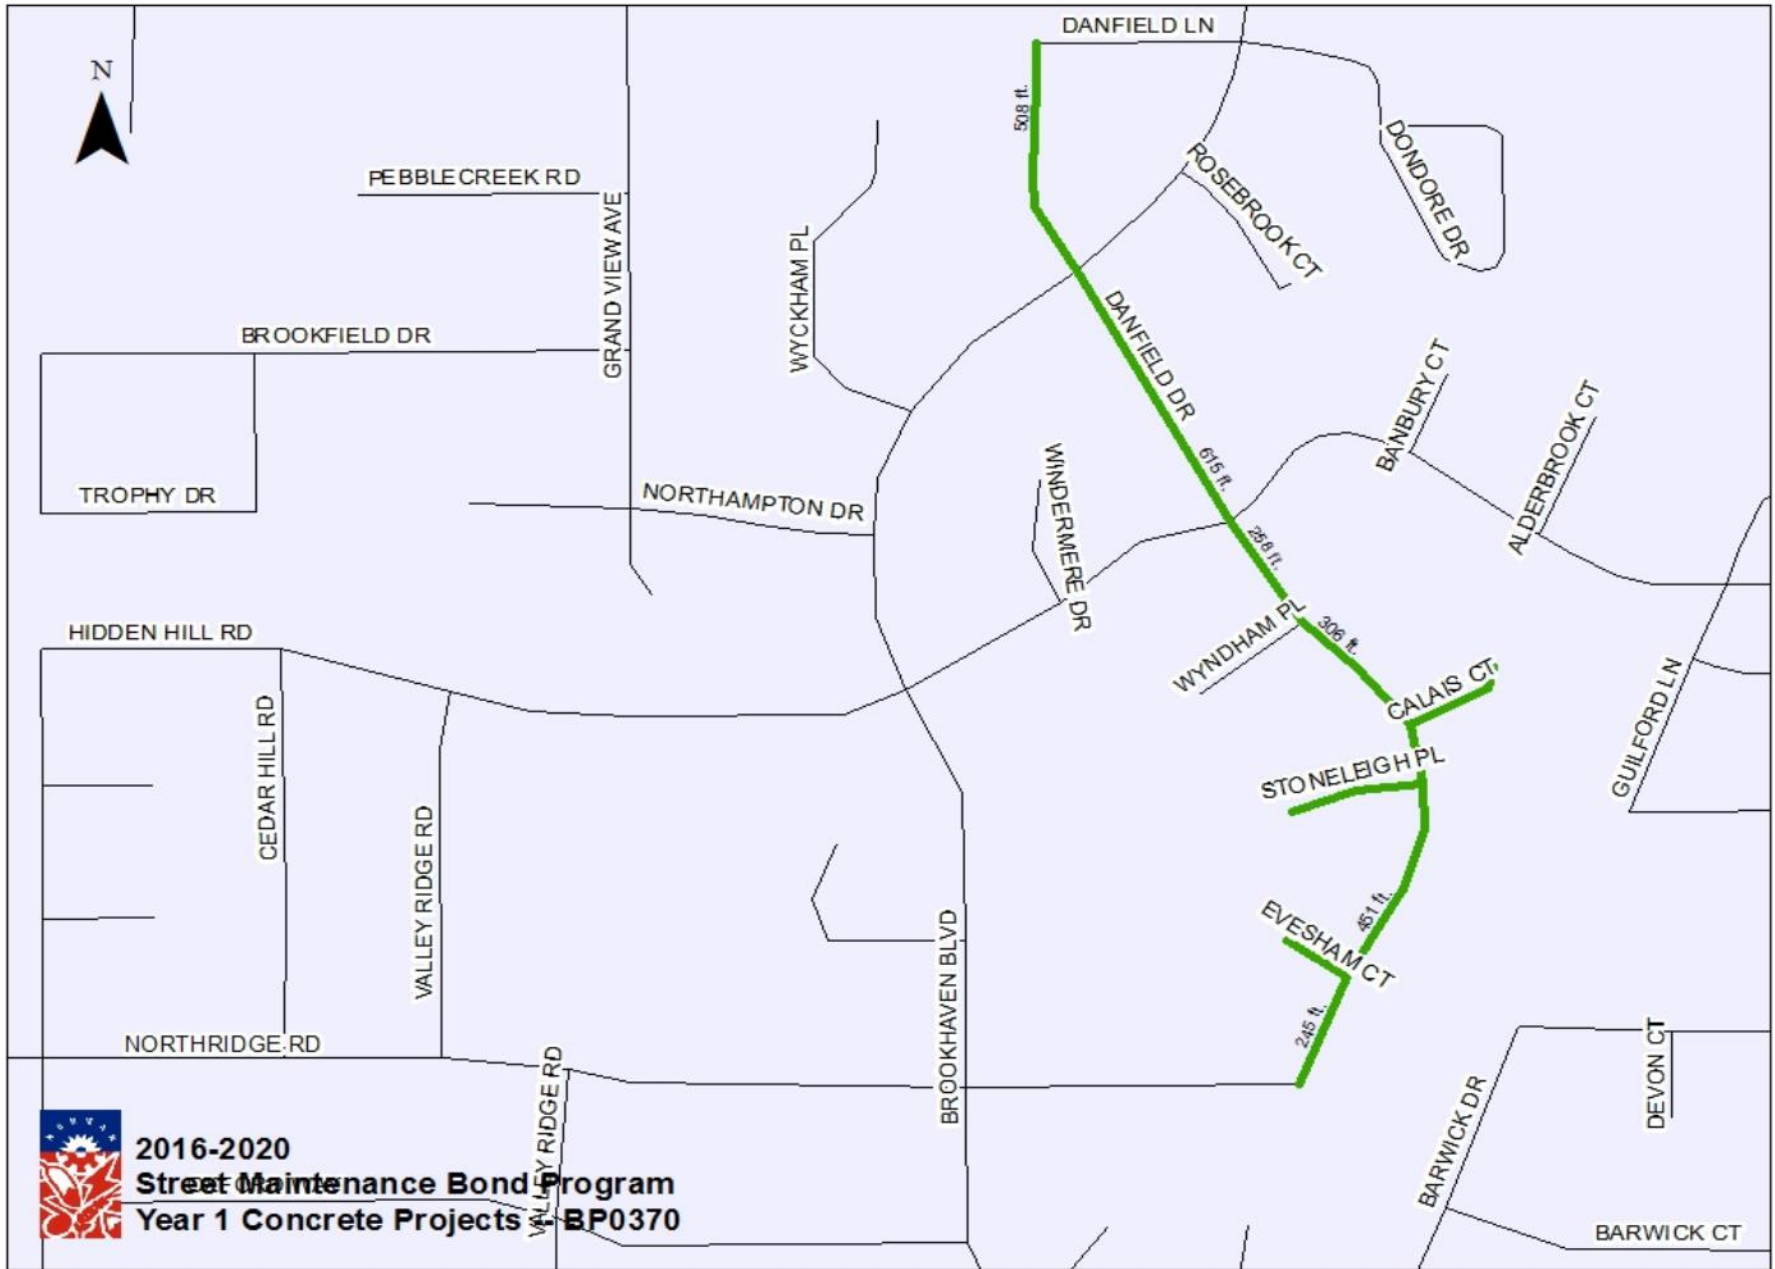 DANFIELD LN
N
508 ft.
DONDORE DR
ROSEBROOK CT
PEBBLECREEK RD
GRAND VIEW AVE
WYCKHAM PL
DANFIELD DR
BROOKFIELD DR
BANBURY CT
ALDERBROOK CT
615 ft.
WINDERMERE DR
TROPHY DR
NORTHAMPTON DR
258 ft.
HIDDEN HILL RD
WYNDHAM PL
306 ft.
CALAIS CT
GUILFORD LN
CEDAR HILL RD
STONELEIGH PL
VALLEY RIDGE RD
451 ft.
EVESHAM CT
BROOKHAVEN BLVD
245 ft.
NORTHRIDGE RD
DEVON CT
VALLEY RIDGE RD
BARWICK DR
NORMAN
2016-2020
Street Maintenance Bond Program
Year 1 Concrete Projects - BP0370
BARWICK CT